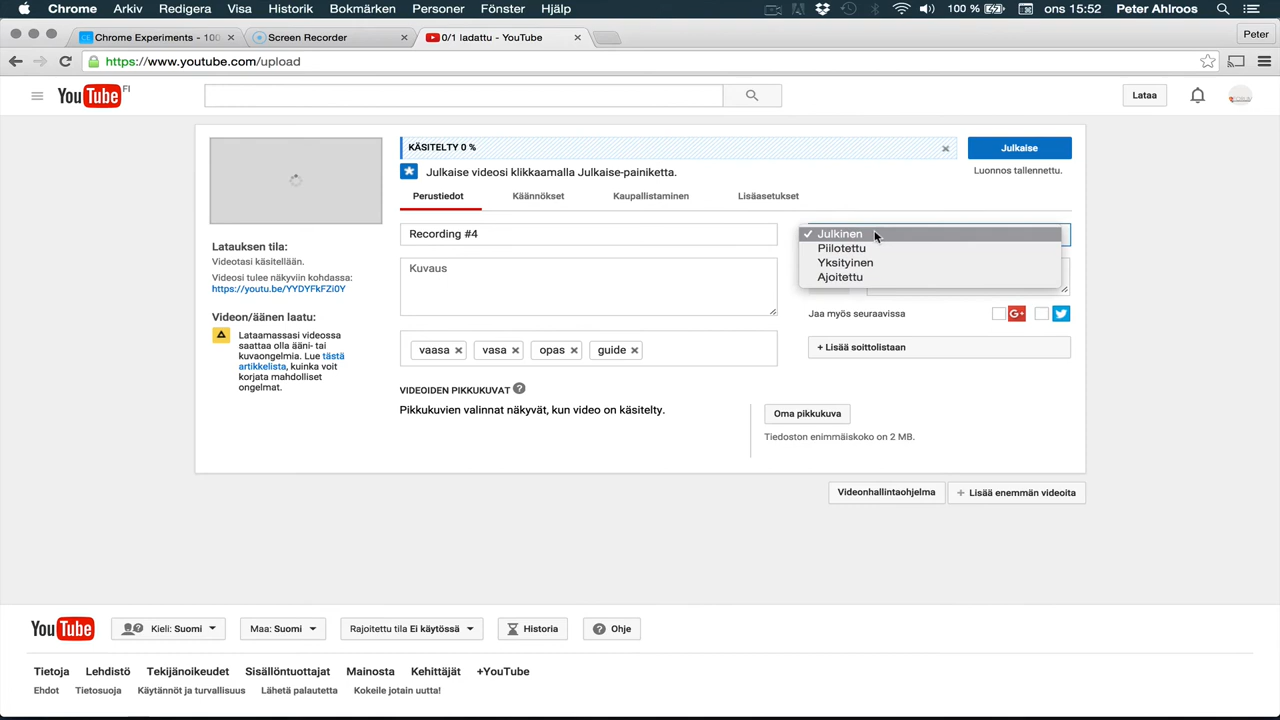 Chrome Arkiv Redigera Visa Historik Bokmärken Personer Fönster Hjälp 100 % ons 15:52 Peter Ahlroos
Chrome Experiments - 100 Screen Recorder 0/1 ladattu - YouTube Peter
https://www.youtube.com/upload
YouTube FI Lataa
KÄSITELTY 0 % Julkaise
Julkaise videosi klikkaamalla Julkaise-painiketta. Luonnos tallennettu.
Perustiedot Käännökset Kaupallistaminen Lisäasetukset
Recording #4
✓ Julkinen
Piilotettu
Yksityinen
Ajoitettu
Latauksen tila:
Videotasi käsitellään.
Videosi tulee näkyviin kohdassa:
https://youtu.be/YYDYFkFZi0Y
Kuvaus
Jaa myös seuraavissa G+
Video/äänen laatu:
Lataamassasi videossa
saattaa olla ääni- tai
kuvaongelmia. Lue tästä
artikkelista, kuinka voit
korjata mahdolliset
ongelmat.
vaasa vasa opas guide
+ Lisää soittolistaan
VIDEOIDEN PIKKUKUVAT ?
Pikkukuvien valinnat näkyvät, kun video on käsitelty.
Oma pikkukuva
Tiedoston enimmäiskoko on 2 MB.
Videonhallintaohjelma + Lisää enemmän videoita
YouTube Kieli: Suomi Maa: Suomi Rajoitettu tila Ei käytössä Historia ? Ohje
Tietoja Lehdistö Tekijänoikeudet Sisällöntuottajat Mainosta Kehittäjät +YouTube
Ehdot Tietosuoja Käytännöt ja turvallisuus Lähetä palautetta Kokeile jotain uutta!